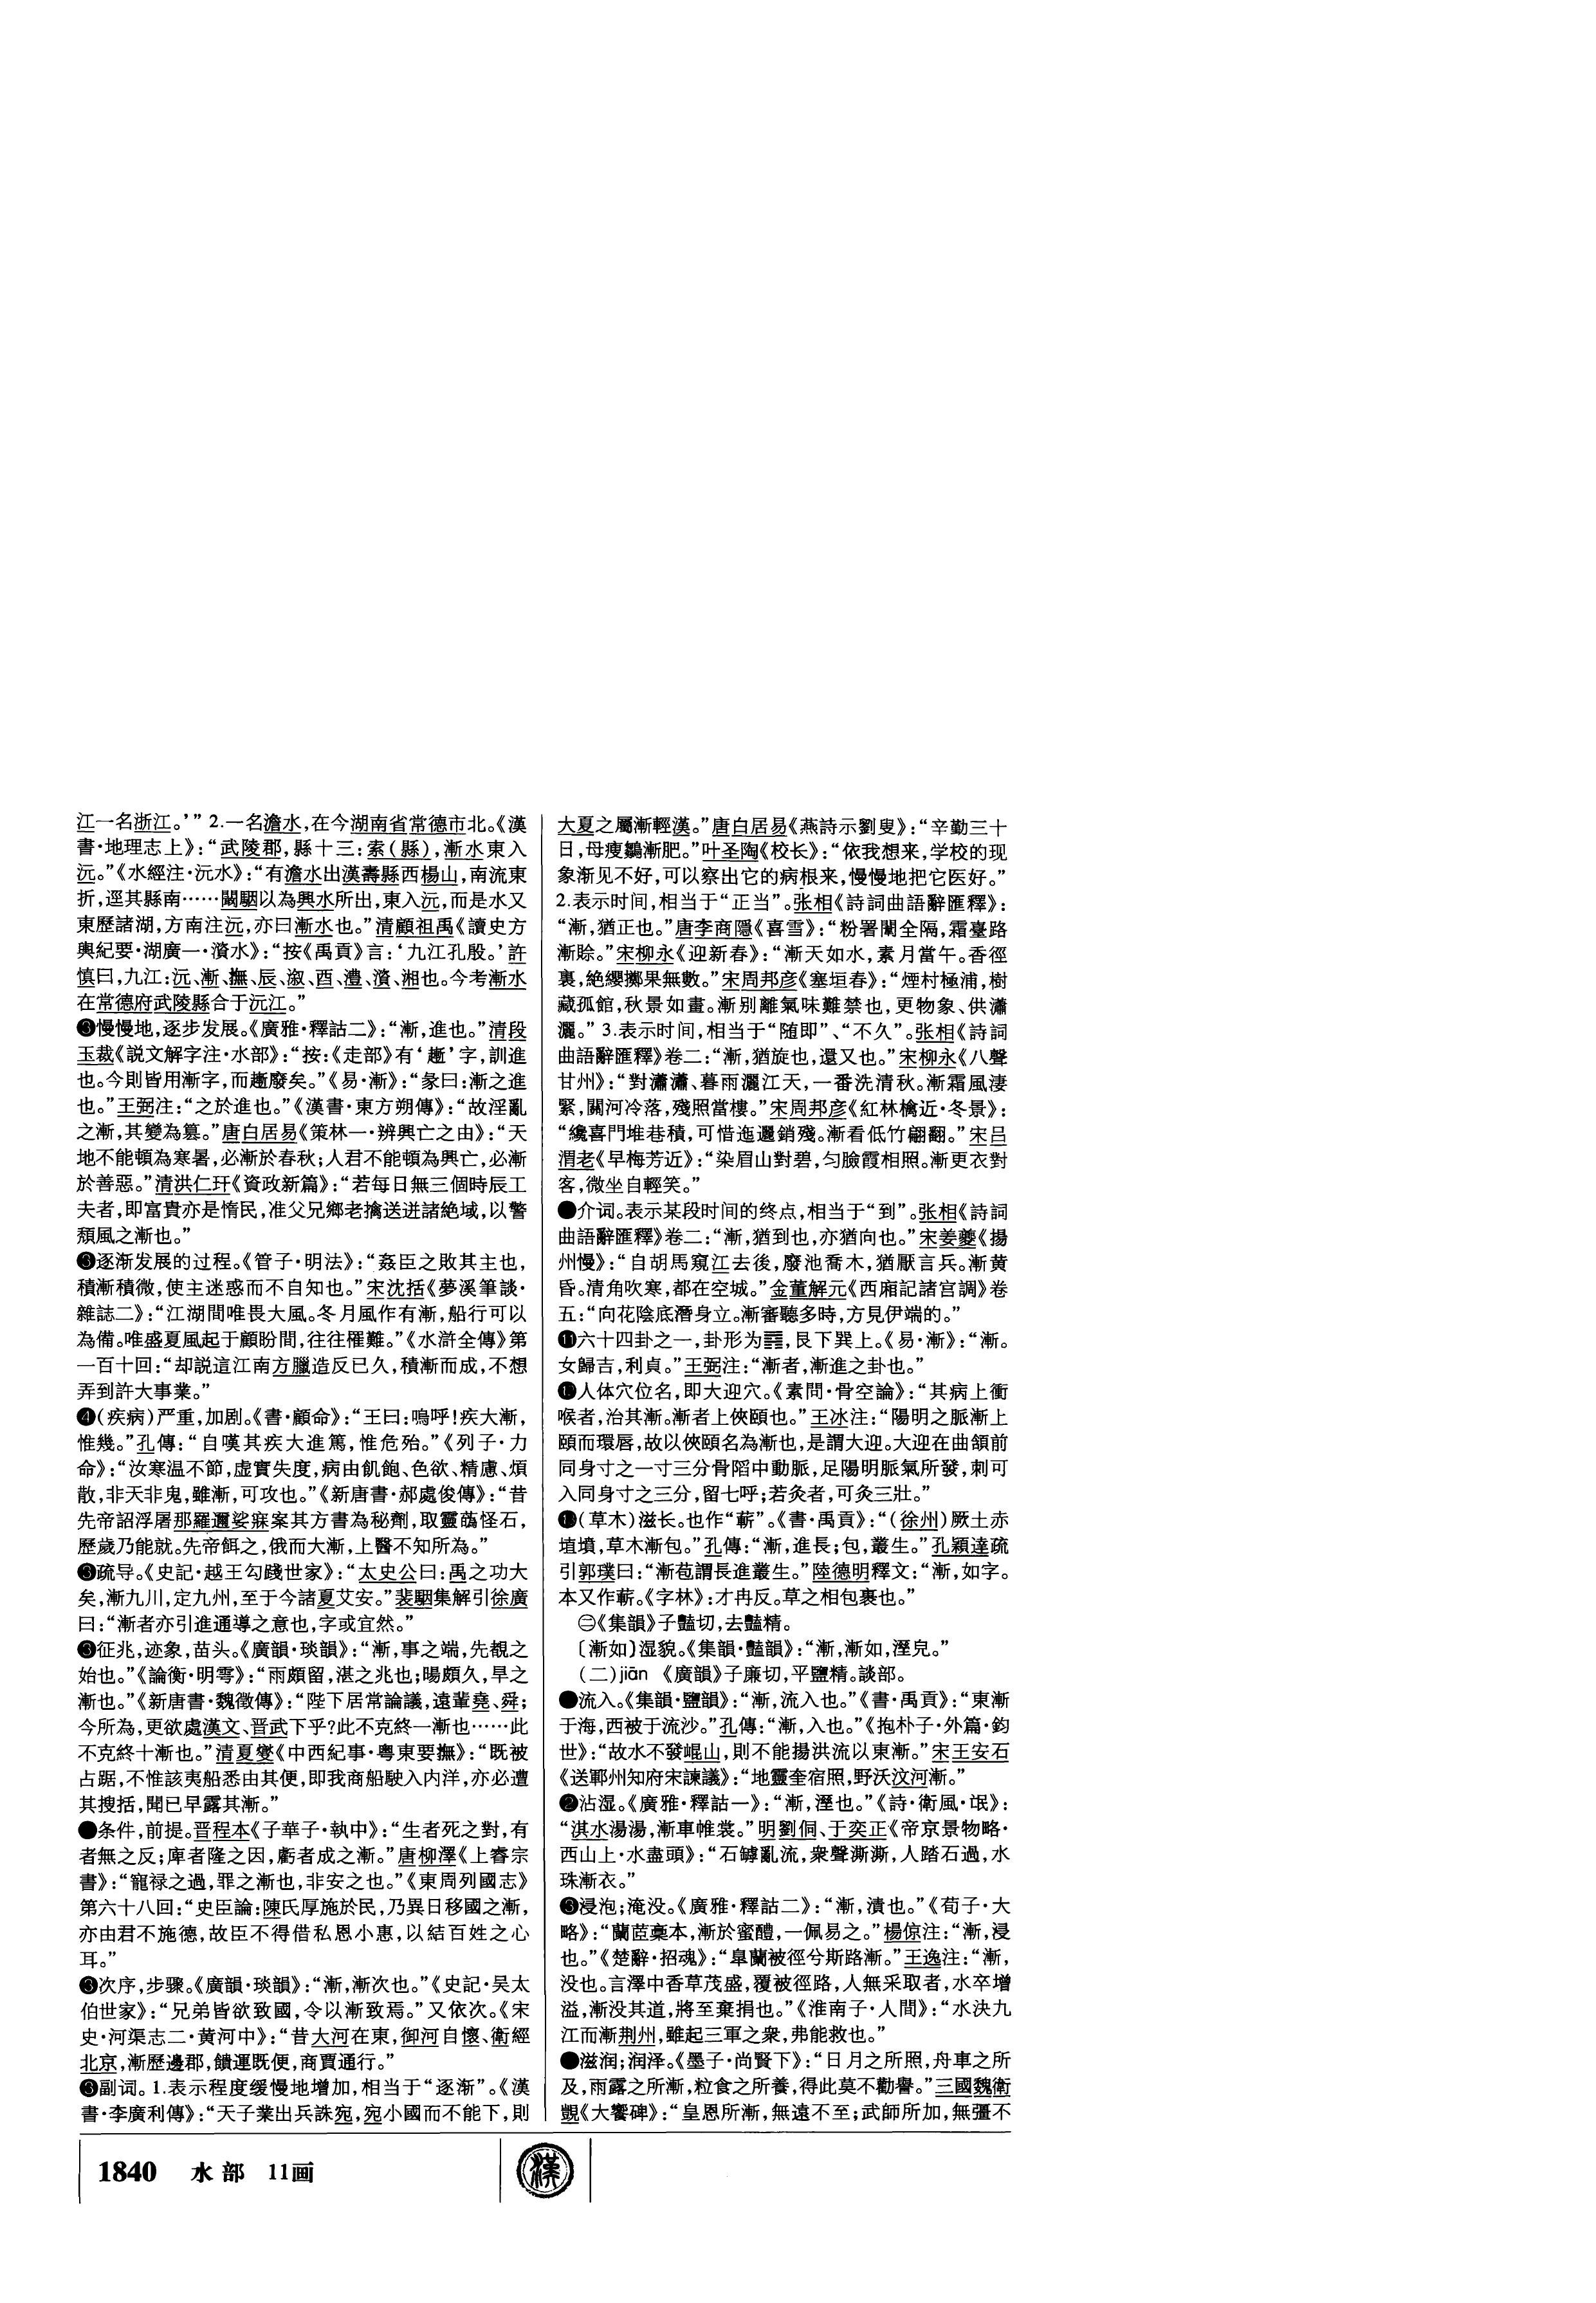 江一名浙江。’” 2.一名澹水,在今湖南省常德市北。《漢
書·地理志上》:“武陵郡,縣十三:索(縣),漸水東入
沅。”《水經注·沅水》:“有澹水出漢壽縣西楊山,南流東
折,逕其縣南……闞駰以為興水所出,東入沅,而是水又
東歷諸湖,方南注沅,亦曰漸水也。”清顧祖禹《讀史方
輿紀要·湖廣一·澬水》:“按《禹貢》言:‘九江孔殷。’許
慎曰,九江:沅、漸、撫、辰、溆、酉、澧、澬、湘也。今考漸水
在常德府武陵縣合于沅江。”
❸慢慢地,逐步发展。《廣雅·釋詁二》:“漸,進也。”清段
玉裁《説文解字注·水部》:“按:《走部》有‘趰’字,訓進
也。今則皆用漸字,而廢矣。”《易·漸》:“彖曰:漸之進
也。”王弼注:“之於進也。”《漢書·東方朔傳》:“故淫亂
之漸,其變為篡。”唐白居易《策林一·辨興亡之由》:“天
地不能頓為寒暑,必漸於春秋;人君不能頓為興亡,必漸
於善惡。”清洪仁玕《資政新篇》:“若每日無三個時辰工
夫者,即富貴亦是惰民,准父兄鄉老擒送迸諸絶域,以警
頹風之漸也。”
❸逐渐发展的过程。《管子·明法》:“姦臣之敗其主也,
積漸積微,使主迷惑而不自知也。”宋沈括《夢溪筆談·
雜誌二》:“江湖間唯畏大風。冬月風作有漸,船行可以
為備。唯盛夏風起于顧盼間,往往罹難。”《水滸全傳》第
一百十回:“却説這江南方臘造反已久,積漸而成,不想
弄到許大事業。”
❹(疾病)严重,加剧。《書·顧命》:“王曰:嗚呼!疾大漸,
惟幾。”孔傳:“自嘆其疾大進篤,惟危殆。”《列子·力
命》:“汝寒温不節,虚實失度,病由飢飽、色欲、精慮、煩
散,非天非鬼,雖漸,可攻也。”《新唐書·郝處俊傳》:“昔
先帝詔浮屠那羅邇娑寐案其方書為秘劑,取靈蘤怪石,
歷歲乃能就。先帝餌之,俄而大漸,上醫不知所為。”
❸疏导。《史記·越王勾踐世家》:“太史公曰:禹之功大
矣,漸九川,定九州,至于今諸夏艾安。”裴駰集解引徐廣
曰:“漸者亦引進通導之意也,字或宜然。”
❸征兆,迹象,苗头。《廣韻·琰韻》:“漸,事之端,先覩之
始也。”《論衡·明雩》:“雨頗留,湛之兆也;暘頗久,旱之
漸也。”《新唐書·魏徵傳》:“陛下居常論議,遠輩堯、舜;
今所為,更欲處漢文、晋武下乎?此不克終一漸也……此
不克終十漸也。”清夏燮《中西紀事·粤東要撫》:“既被
占踞,不惟該夷船悉由其便,即我商船駛入内洋,亦必遭
其搜括,聞已早露其漸。”
●条件,前提。晋程本《子華子·執中》:“生者死之對,有
者無之反;庳者隆之因,虧者成之漸。”唐柳澤《上睿宗
書》:“寵禄之過,罪之漸也,非安之也。”《東周列國志》
第六十八回:“史臣論:陳氏厚施於民,乃異日移國之漸,
亦由君不施德,故臣不得借私恩小惠,以結百姓之心
耳。”
❸次序,步骤。《廣韻·琰韻》:“漸,漸次也。”《史記·吴太
伯世家》:“兄弟皆欲致國,令以漸致焉。”又依次。《宋
史·河渠志二·黄河中》:“昔大河在東,御河自懷、衛經
北京,漸歷邊郡,饋運既便,商賈通行。”
❸副词。1.表示程度缓慢地增加,相当于“逐渐”。《漢
書·李廣利傳》:“天子業出兵誅宛,宛小國而不能下,則
大夏之屬漸輕漢。”唐白居易《燕詩示劉叟》:“辛勤三十
日,母瘦鶵漸肥。”叶圣陶《校长》:“依我想来,学校的现
象渐见不好,可以察出它的病根来,慢慢地把它医好。”
2.表示时间,相当于“正当”。张相《詩詞曲語辭匯釋》:
“漸,猶正也。”唐李商隱《喜雪》:“粉署闈全隔,霜臺路
漸賒。”宋柳永《迎新春》:“漸天如水,素月當午。香徑
裏,絶纓擲果無數。”宋周邦彦《塞垣春》:“煙村極浦,樹
藏孤館,秋景如畫。漸别離氣味難禁也,更物象、供瀟
灑。” 3.表示时间,相当于“随即”、“不久”。张相《詩詞
曲語辭匯釋》卷二:“漸,猶旋也,還又也。”宋柳永《八聲
甘州》:“對瀟瀟、暮雨灑江天,一番洗清秋。漸霜風淒
緊,關河冷落,殘照當樓。”宋周邦彦《紅林檎近·冬景》:
“纔喜門堆巷積,可惜迤邐銷殘。漸看低竹翩翻。”宋吕
渭老《早梅芳近》:“染眉山對碧,匀臉霞相照。漸更衣對
客,微坐自輕笑。”
●介词。表示某段时间的终点,相当于“到”。张相《詩詞
曲語辭匯釋》卷二:“漸,猶到也,亦猶向也。”宋姜夔《揚
州慢》:“自胡馬窺江去後,廢池喬木,猶厭言兵。漸黄
昏。清角吹寒,都在空城。”金董解元《西廂記諸宫調》卷
五:“向花陰底潛身立。漸審聽多時,方見伊端的。”
⓫六十四卦之一,卦形为䷴,艮下巽上。《易·漸》:“漸。
女歸吉,利貞。”王弼注:“漸者,漸進之卦也。”
❶人体穴位名,即大迎穴。《素問·骨空論》:“其病上衝
喉者,治其漸。漸者上俠頤也。”王冰注:“陽明之脈漸上
頤而環唇,故以俠頤名為漸也,是謂大迎。大迎在曲頷前
同身寸之一寸三分骨蹈中動脈,足陽明脈氣所發,刺可
入同身寸之三分,留七呼;若灸者,可灸三壯。”
❶(草木)滋长。也作“蔪”。《書·禹貢》:“(徐州)厥土赤
埴墳,草木漸包。”孔傳:“漸,進長;包,叢生。”孔穎達疏
引郭璞曰:“漸苞謂長進叢生。”陸德明釋文:“漸,如字。
本又作蔪。《字林》:才冉反。草之相包裹也。”
㊁《集韻》子豔切,去豔精。
〔漸如〕湿貌。《集韻·豔韻》:“漸,漸如,溼皃。”
(二)jiān 《廣韻》子廉切,平鹽精。談部。
●流入。《集韻·鹽韻》:“漸,流入也。”《書·禹貢》:“東漸
于海,西被于流沙。”孔傳:“漸,入也。”《抱朴子·外篇·鈞
世》:“故水不發崐山,則不能揚洪流以東漸。”宋王安石
《送鄆州知府宋諫議》:“地靈奎宿照,野沃汶河漸。”
❷沾湿。《廣雅·釋詁一》:“漸,溼也。”《詩·衛風·氓》:
“淇水湯湯,漸車帷裳。”明劉侗、于奕正《帝京景物略·
西山上·水盡頭》:“石罅亂流,衆聲澌澌,人踏石過,水
珠漸衣。”
❸浸泡;淹没。《廣雅·釋詁二》:“漸,漬也。”《荀子·大
略》:“蘭茝稾本,漸於蜜醴,一佩易之。”楊倞注:“漸,浸
也。”《楚辭·招魂》:“臯蘭被徑兮斯路漸。”王逸注:“漸,
没也。言澤中香草茂盛,覆被徑路,人無采取者,水卒增
溢,漸没其道,將至棄捐也。”《淮南子·人間》:“水決九
江而漸荆州,雖起三軍之衆,弗能救也。”
●滋润;润泽。《墨子·尚賢下》:“日月之所照,舟車之所
及,雨露之所漸,粒食之所養,得此莫不勸譽。”三國魏衛
覬《大饗碑》:“皇恩所漸,無遠不至;武師所加,無彊不
1840 水部 11画
漢